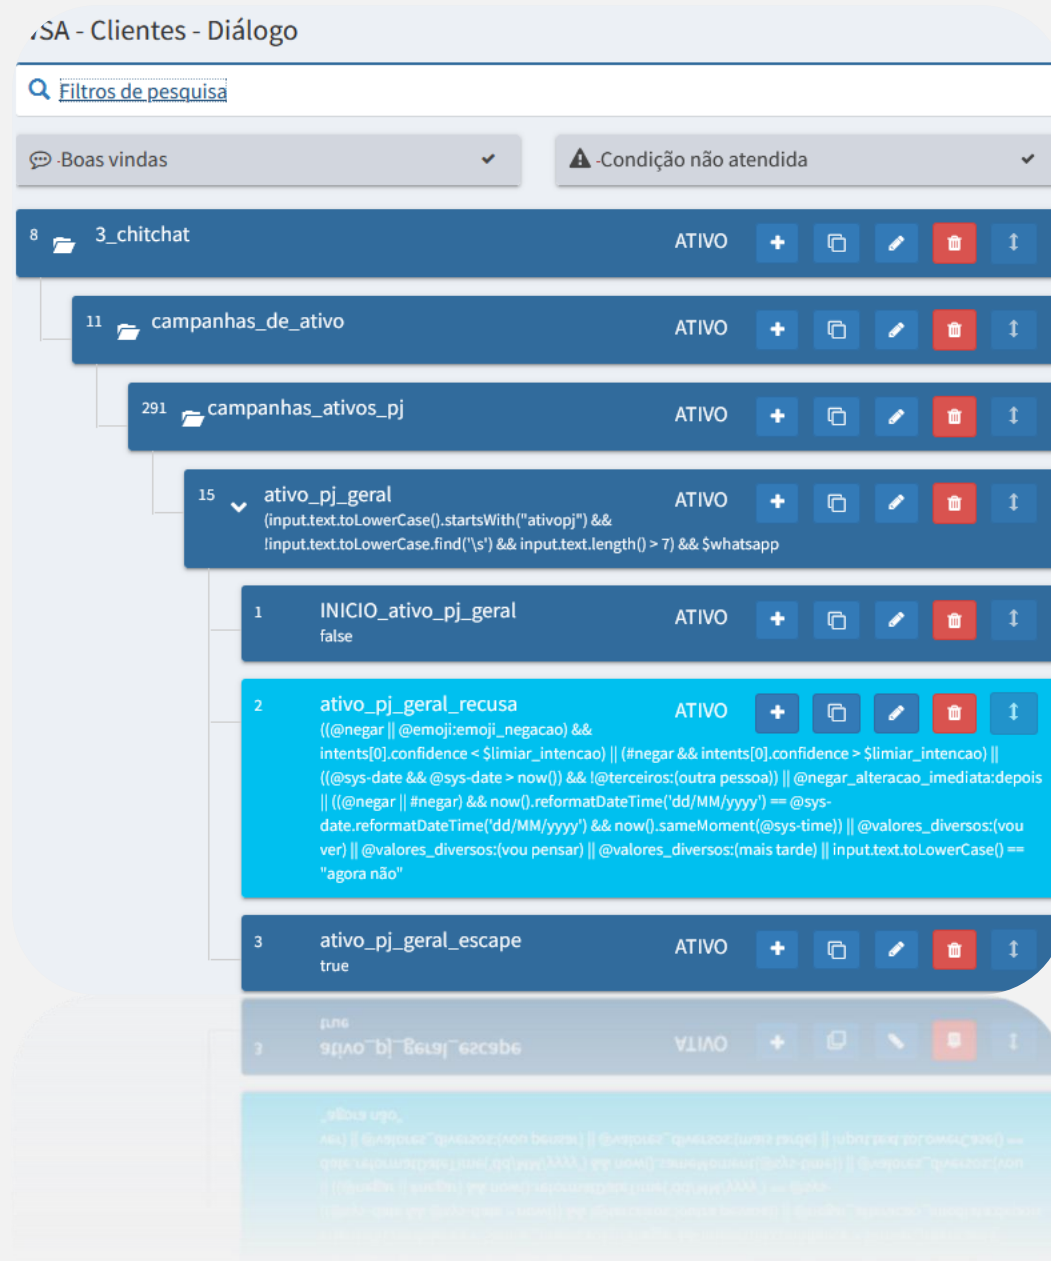 SA - Clientes - Diálogo
Filtros de pesquisa
-Boas vindas
-Condição não atendida
8 3_chitchat ATIVO
11 campanhas_de_ativo ATIVO
291 campanhas_ativos_pj ATIVO
15 ativo_pj_geral ATIVO
(input.text.toLowerCase().startsWith("ativopj") &&
!input.text.toLowerCase.find('\s') && input.text.length() > 7) && $whatsapp
1 INICIO_ativo_pj_geral ATIVO
false
2 ativo_pj_geral_recusa ATIVO
((@negar || @emoji:emoji_negacao) &&
intents[0].confidence < $limiar_intencao) || (#negar && intents[0].confidence > $limiar_intencao) ||
((@sys-date && @sys-date > now()) && !@terceiros:(outra pessoa)) || @negar_alteracao_imediata:depois
|| ((@negar || #negar) && now().reformatDateTime('dd/MM/yyyy') == @sys-
date.reformatDateTime('dd/MM/yyyy') && now().sameMoment(@sys-time)) || @valores_diversos:(vou
ver) || @valores_diversos:(vou pensar) || @valores_diversos:(mais tarde) || input.text.toLowerCase() ==
"agora não"
3 ativo_pj_geral_escape ATIVO
true